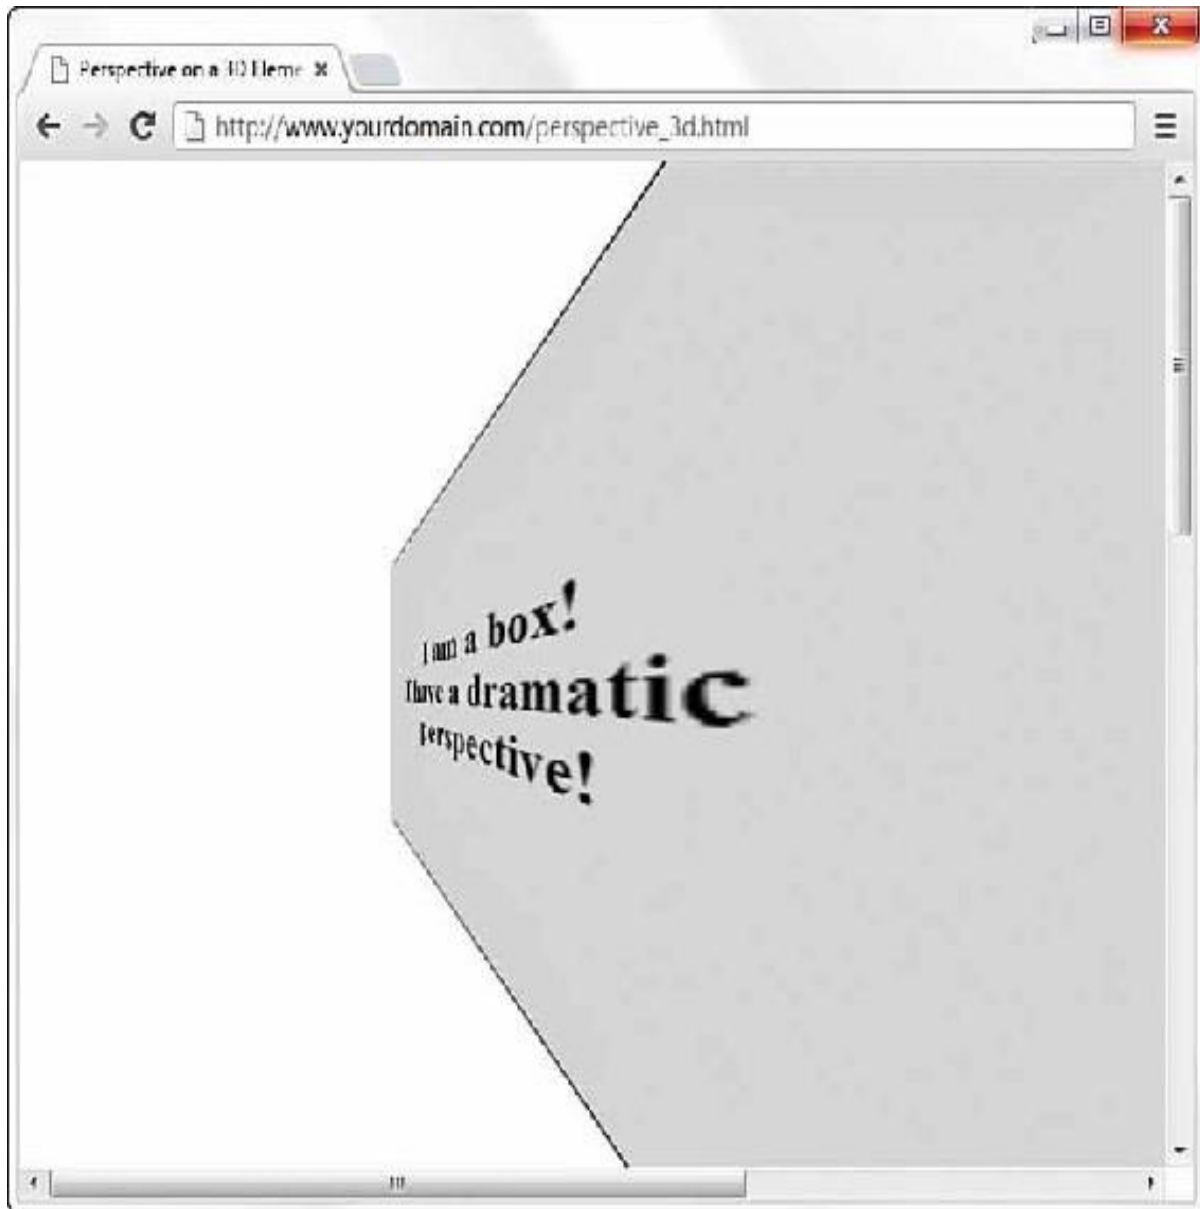 Perspective on a 3D Eleme
http://www.yourdomain.com/perspective_3d.html
I am a box!
I have a dramatic
perspective!